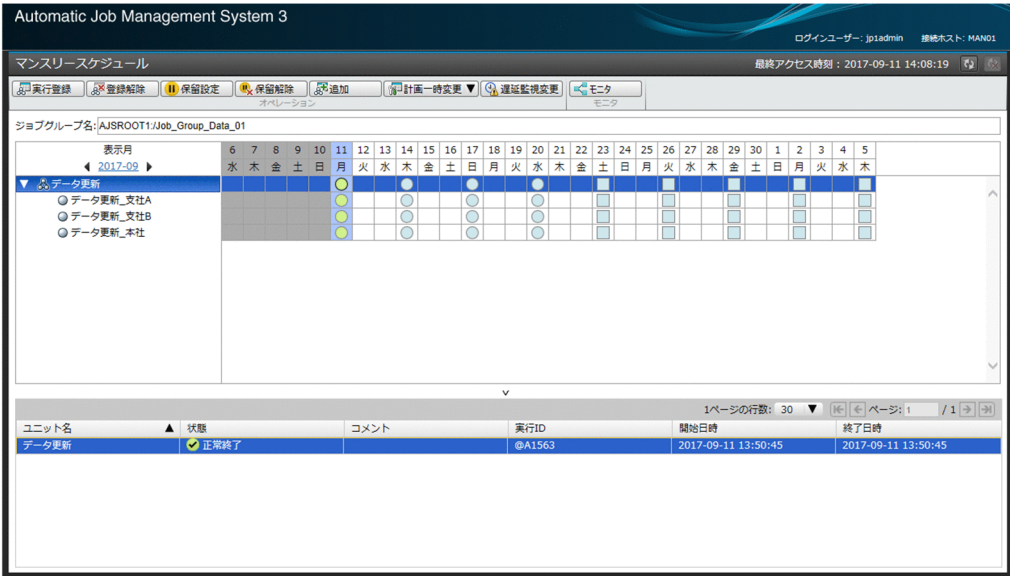 Automatic Job Management System 3
ログインユーザー: jp1admin 接続ホスト: MAN01
マンスリースケジュール 最終アクセス時刻 : 2017-09-11 14:08:19
実行登録 登録解除 保留設定 保留解除 追加 計画一時変更 ▼ 遅延監視変更 モニタ
オペレーション モニタ
ジョブグループ名: AJSROOT1:/Job_Group_Data_01
表示月 6 7 8 9 10 11 12 13 14 15 16 17 18 19 20 21 22 23 24 25 26 27 28 29 30 1 2 3 4 5
2017-09 水 木 金 土 日 月 火 水 木 金 土 日 月 火 水 木 金 土 日 月 火 水 木 金 土 日 月 火 水 木
データ更新
データ更新_支社A
データ更新_支社B
データ更新_本社
1ページの行数: 30 ▼ ページ: 1 / 1
ユニット名 ▲ 状態 コメント 実行ID 開始日時 終了日時
データ更新 正常終了 @A1563 2017-09-11 13:50:45 2017-09-11 13:50:45